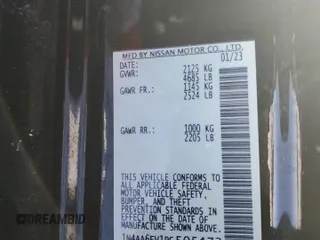 MFD BY NISSAN MOTOR CO., LTD.
DATE: 01/23
GVWR: 2125 KG
4685 LB
GAWR FR.: 1145 KG
2524 LB
GAWR RR.: 1000 KG
2205 LB
THIS VEHICLE CONFORMS TO ALL
APPLICABLE FEDERAL MOTOR
VEHICLE SAFETY AND THEFT
PREVENTION STANDARDS IN
EFFECT ON THE DATE OF
MANUFACTURE SHOWN ABOVE.
DREAMBID